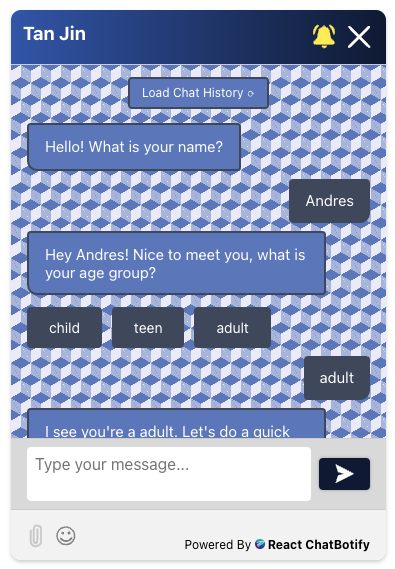 Tan Jin
Load Chat History
Hello! What is your name?
Andres
Hey Andres! Nice to meet you, what is
your age group?
child teen adult
adult
I see you're a adult. Let's do a quick
Type your message...
Powered By React ChatBotify